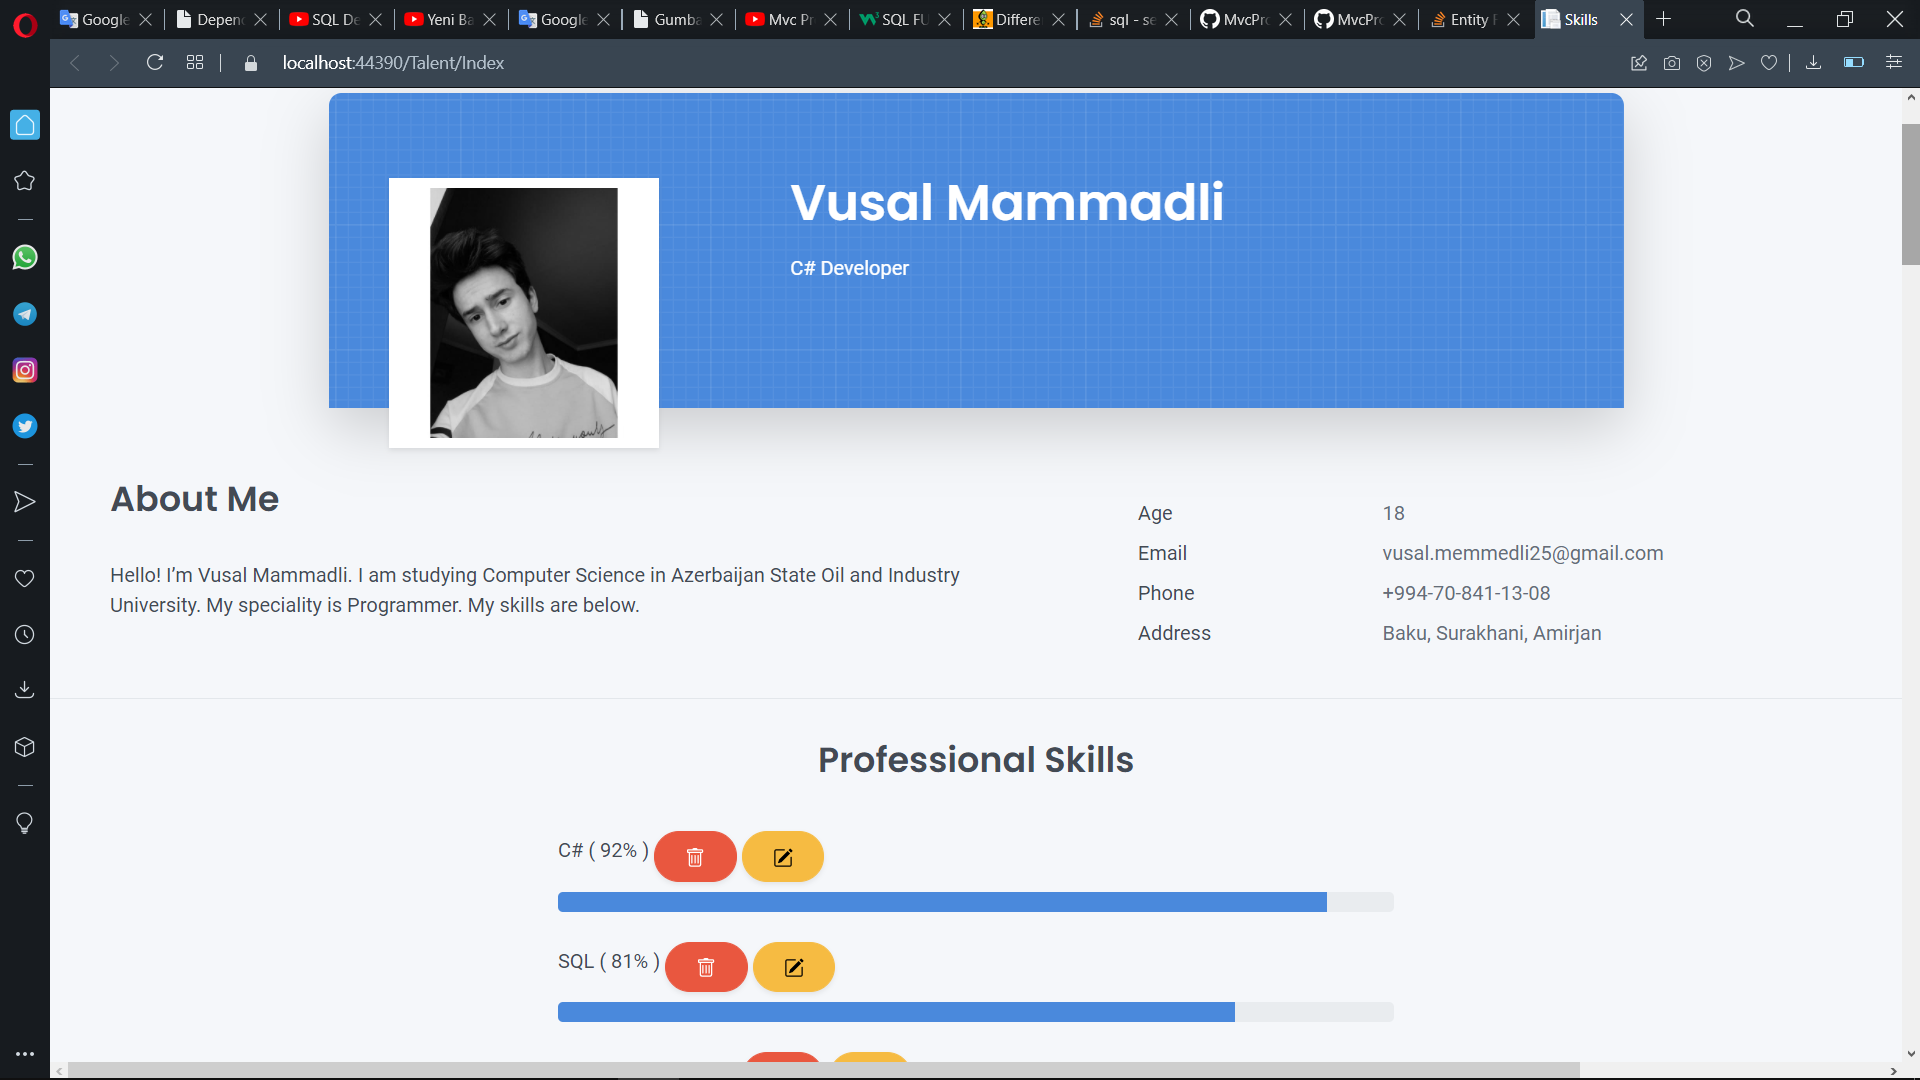 Google
Depen
SQL De
Yeni Ba
Google
Gumba
Mvc Pr
SQL FU
Differe
sql - se
MvcPro
MvcPro
Entity F
Skills
localhost:44390/Talent/Index
Vusal Mammadli
C# Developer
About Me
Hello! I’m Vusal Mammadli. I am studying Computer Science in Azerbaijan State Oil and Industry
University. My speciality is Programmer. My skills are below.
Age 18
Email vusal.memmedli25@gmail.com
Phone +994-70-841-13-08
Address Baku, Surakhani, Amirjan
Professional Skills
C# ( 92% )
SQL ( 81% )